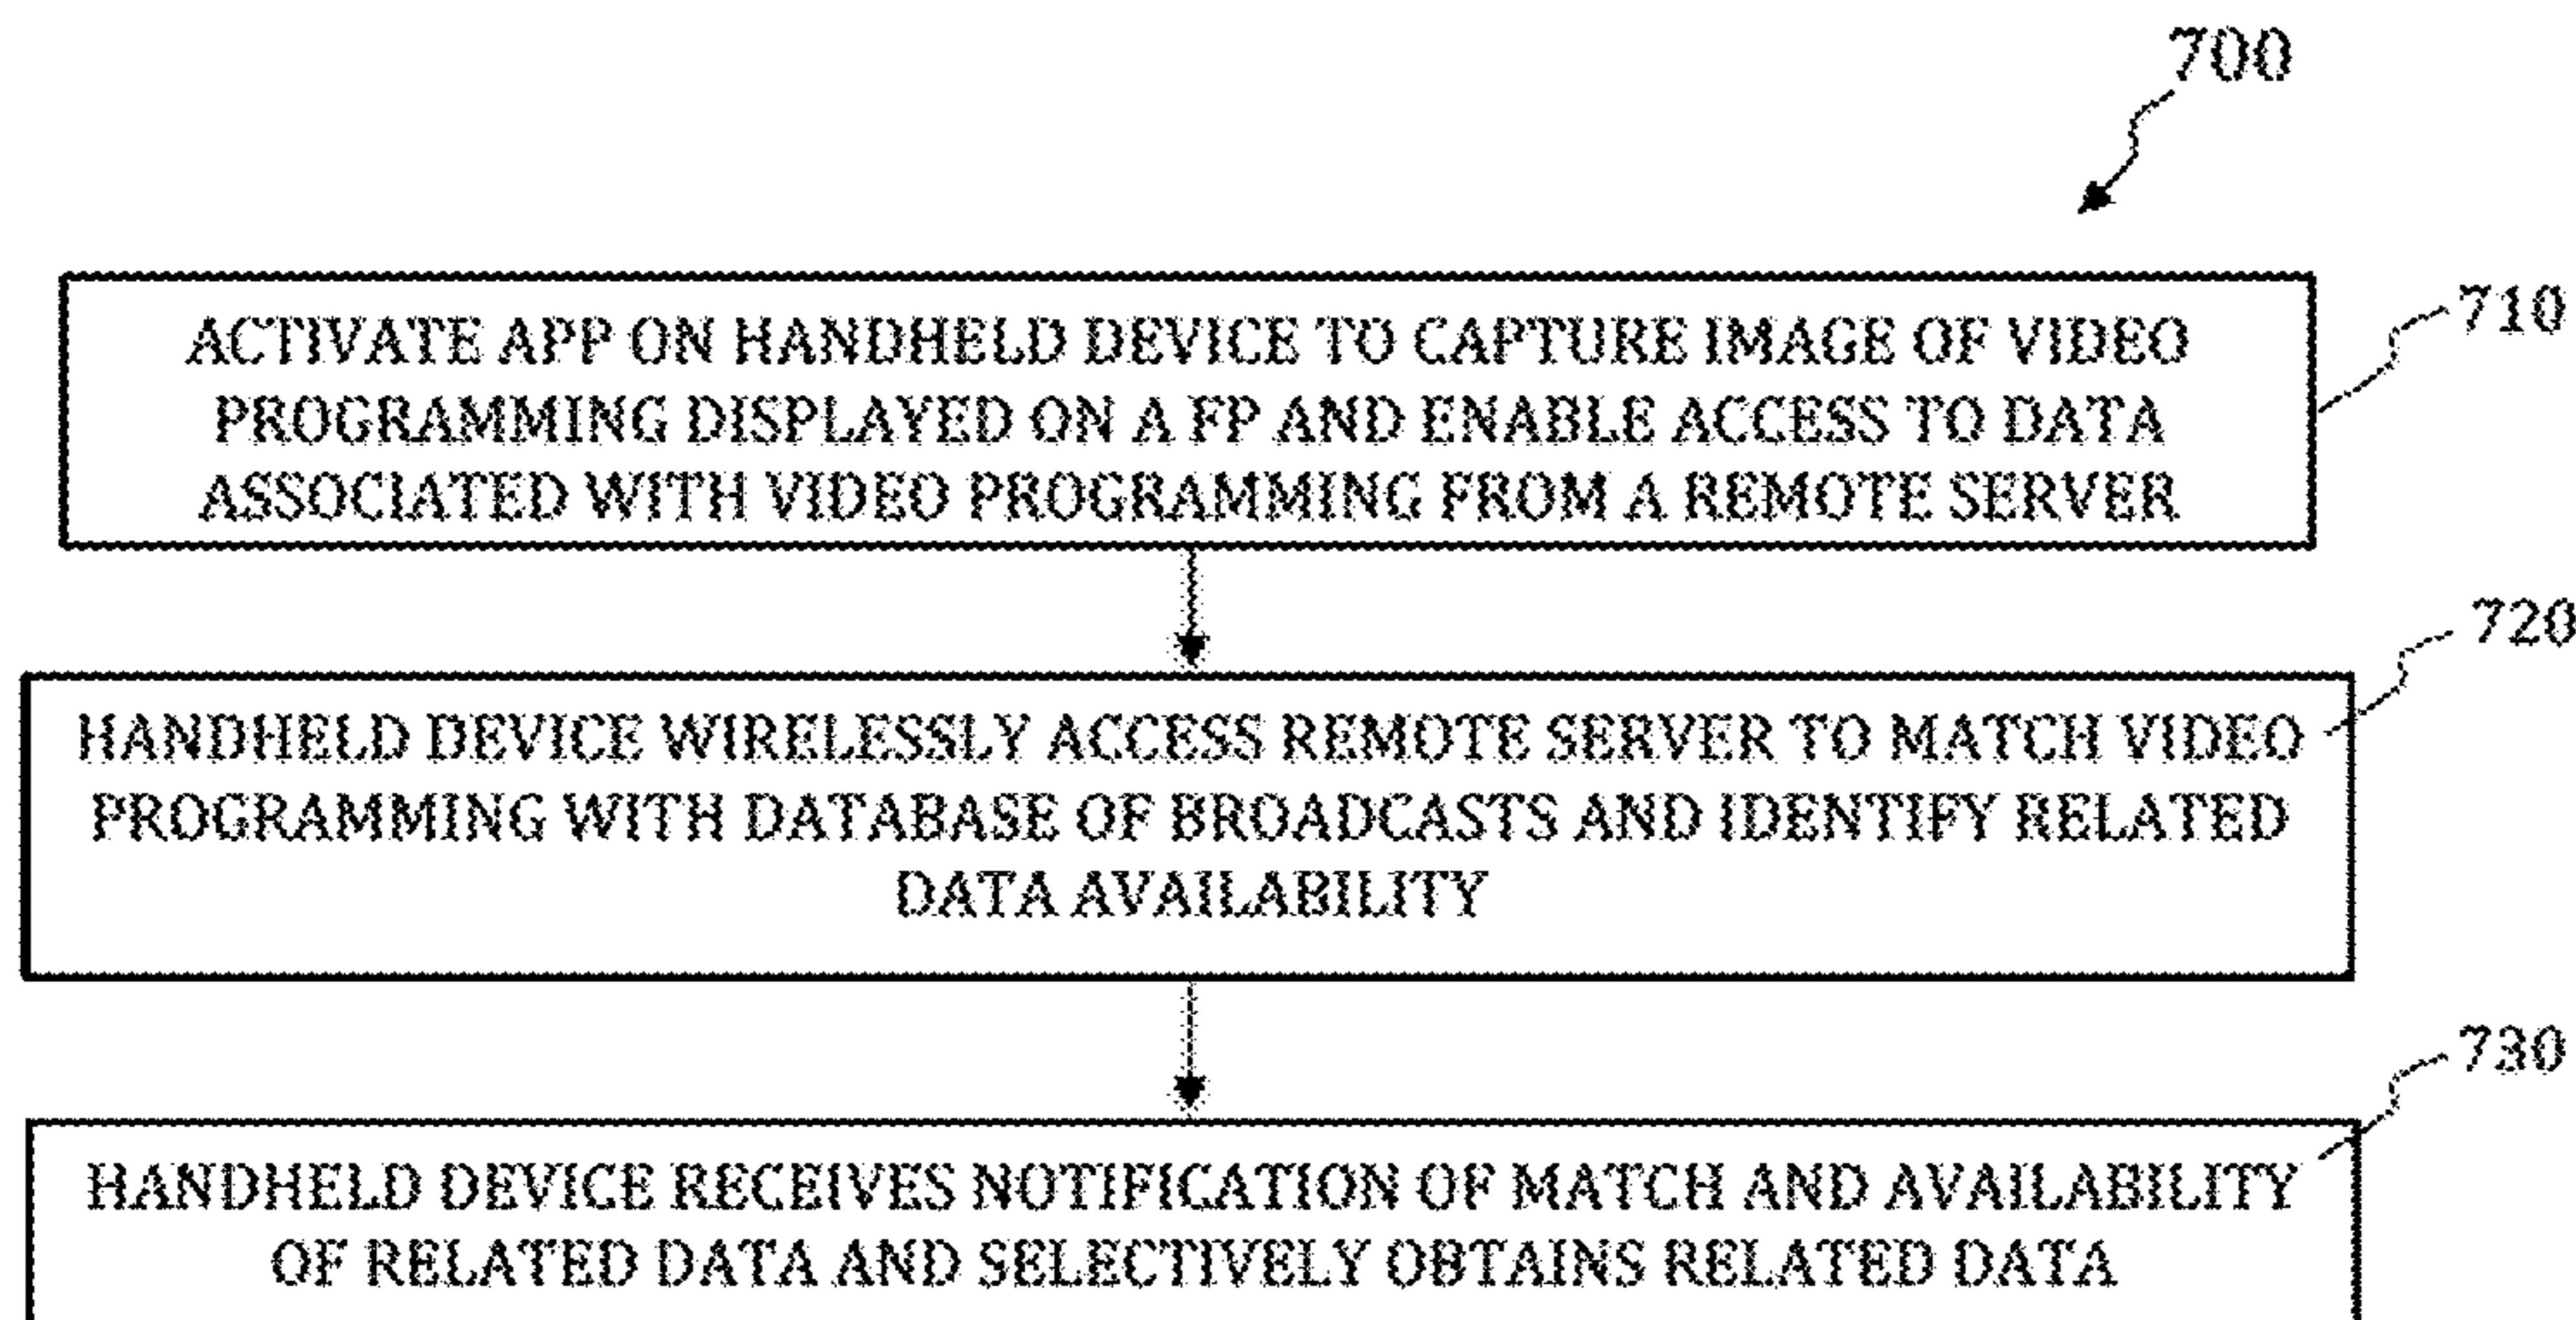 700
ACTIVATE APP ON HANDHELD DEVICE TO CAPTURE IMAGE OF VIDEO
PROGRAMMING DISPLAYED ON A FP AND ENABLE ACCESS TO DATA
ASSOCIATED WITH VIDEO PROGRAMMING FROM A REMOTE SERVER
710
720
HANDHELD DEVICE WIRELESSLY ACCESS REMOTE SERVER TO MATCH VIDEO
PROGRAMMING WITH DATABASE OF BROADCASTS AND IDENTIFY RELATED
DATA AVAILABILITY
730
HANDHELD DEVICE RECEIVES NOTIFICATION OF MATCH AND AVAILABILITY
OF RELATED DATA AND SELECTIVELY OBTAINS RELATED DATA